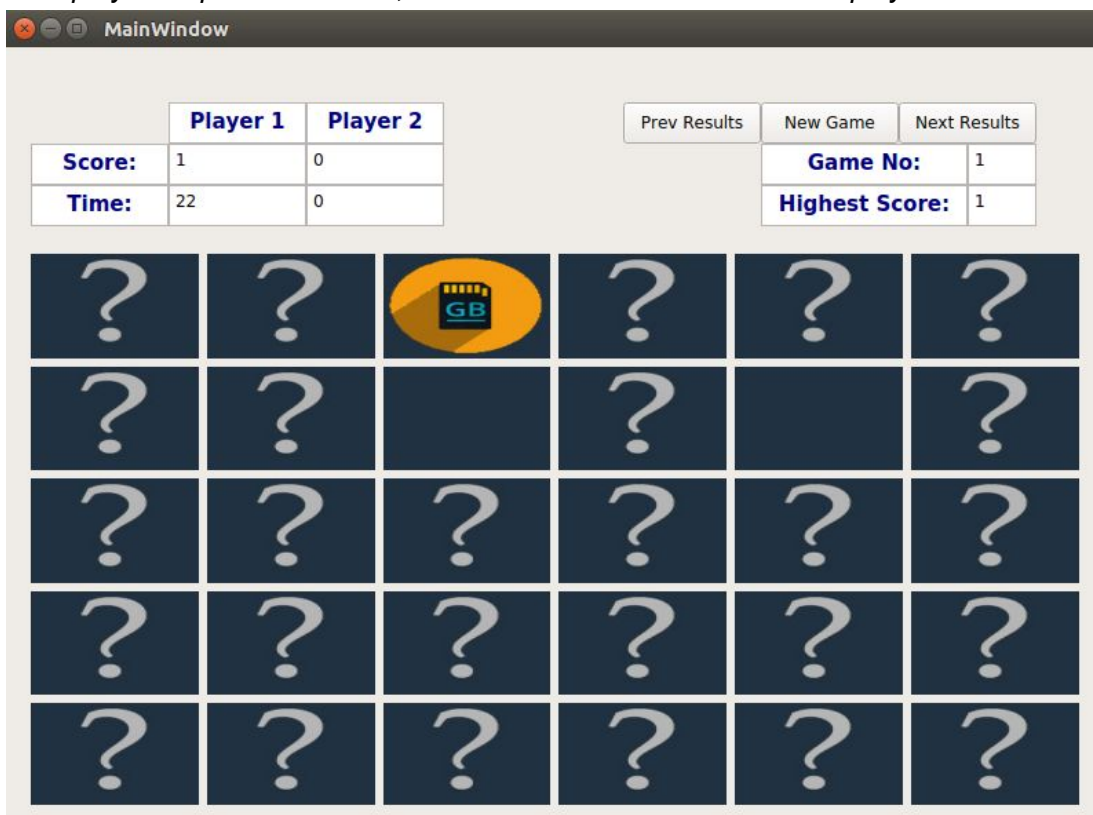 MainWindow
Player 1 Player 2
Prev Results New Game Next Results
Score: 1 0
Game No: 1
Time: 22 0
Highest Score: 1
? ? GB ? ? ?
? ? ? ?
? ? ? ? ? ?
? ? ? ? ? ?
? ? ? ? ? ?